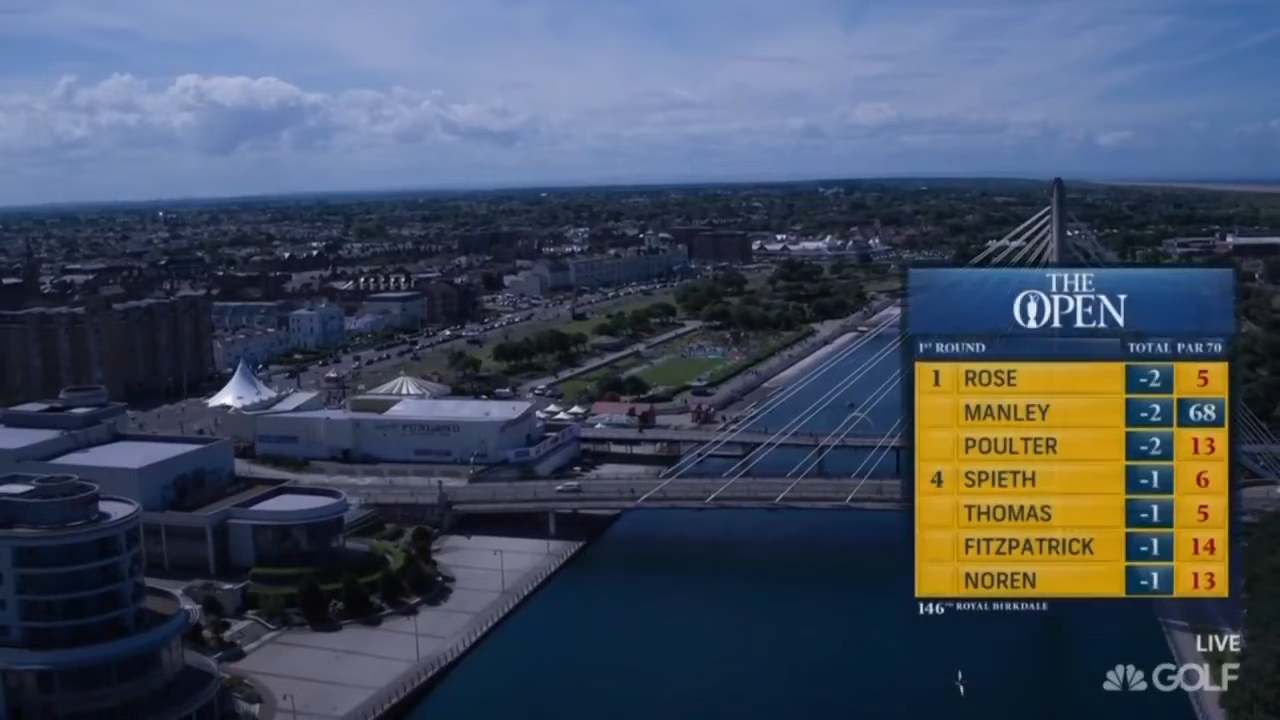 THE
OPEN
1ST ROUND TOTAL PAR 70
1 ROSE -2 5
MANLEY -2 68
POULTER -2 13
4 SPIETH -1 6
THOMAS -1 5
FITZPATRICK -1 14
NOREN -1 13
146TH ROYAL BIRKDALE
LIVE
GOLF
FUNLAND